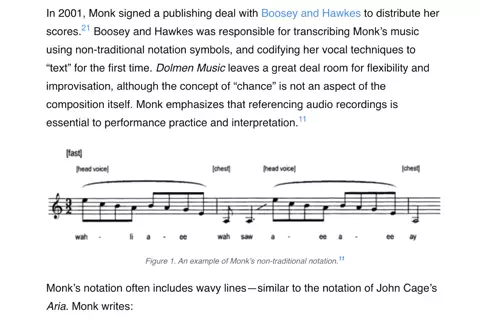 In 2001, Monk signed a publishing deal with Boosey and Hawkes to distribute her
scores.21 Boosey and Hawkes was responsible for transcribing Monk's music
using non-traditional notation symbols, and codifying her vocal techniques to
“text” for the first time. Dolmen Music leaves a great deal room for flexibility and
improvisation, although the concept of “chance” is not an aspect of the
composition itself. Monk emphasizes that referencing audio recordings is
essential to performance practice and interpretation.11
[fast]
[head voice] [chest] [head voice] [chest]
wah - li a - ee wah saw a - ee a - ee ay
Figure 1. An example of Monk's non-traditional notation.11
Monk's notation often includes wavy lines—similar to the notation of John Cage's
Aria. Monk writes: